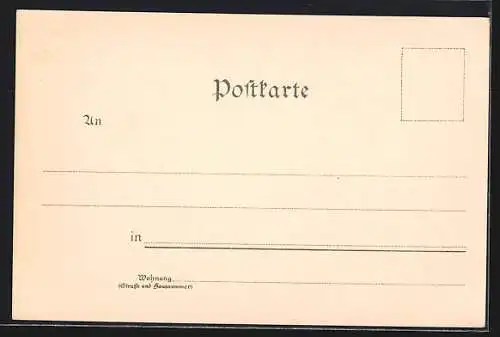 Postkarte
An
in
Wohnung
(Straße und Hausnummer)